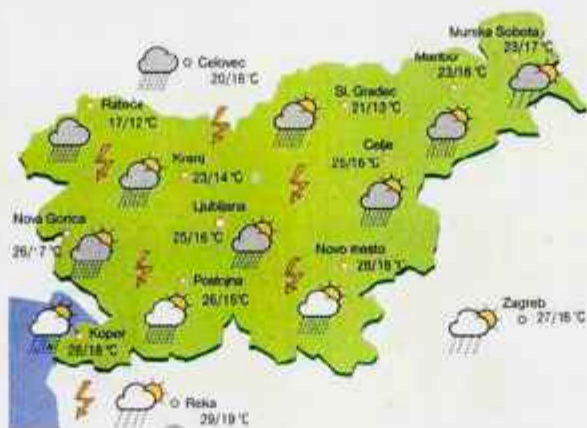 Murska Sobota
23/17 °C
Maribor
23/16 °C
Celovec
20/16 °C
Sl. Gradec
21/13 °C
Rateče
17/12 °C
Celje
25/16 °C
Kranj
23/14 °C
Ljubljana
25/16 °C
Nova Gorica
Novo mesto
Postojna
Zagreb
27/16 °C
Koper
Reka
29/19 °C